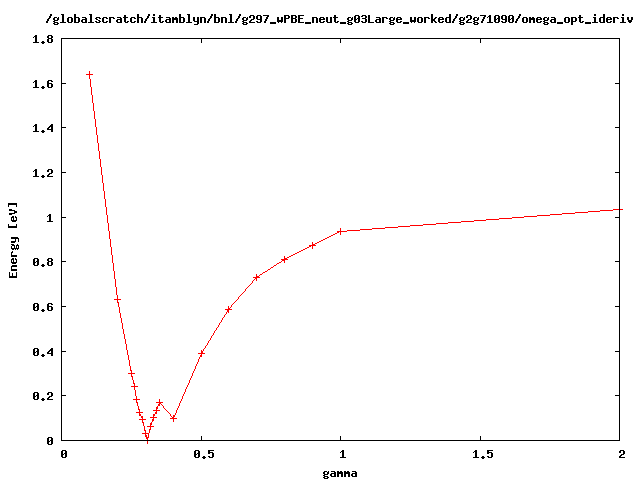 /globalscratch/itamblyn/bnl/g297_wPBE_neut_g03Large_worked/g2g71090/omega_opt_ideriv
1.8
1.6
1.4
1.2
1
0.8
0.6
0.4
0.2
0
Energy [eV]
0 0.5 1 1.5 2
gamma